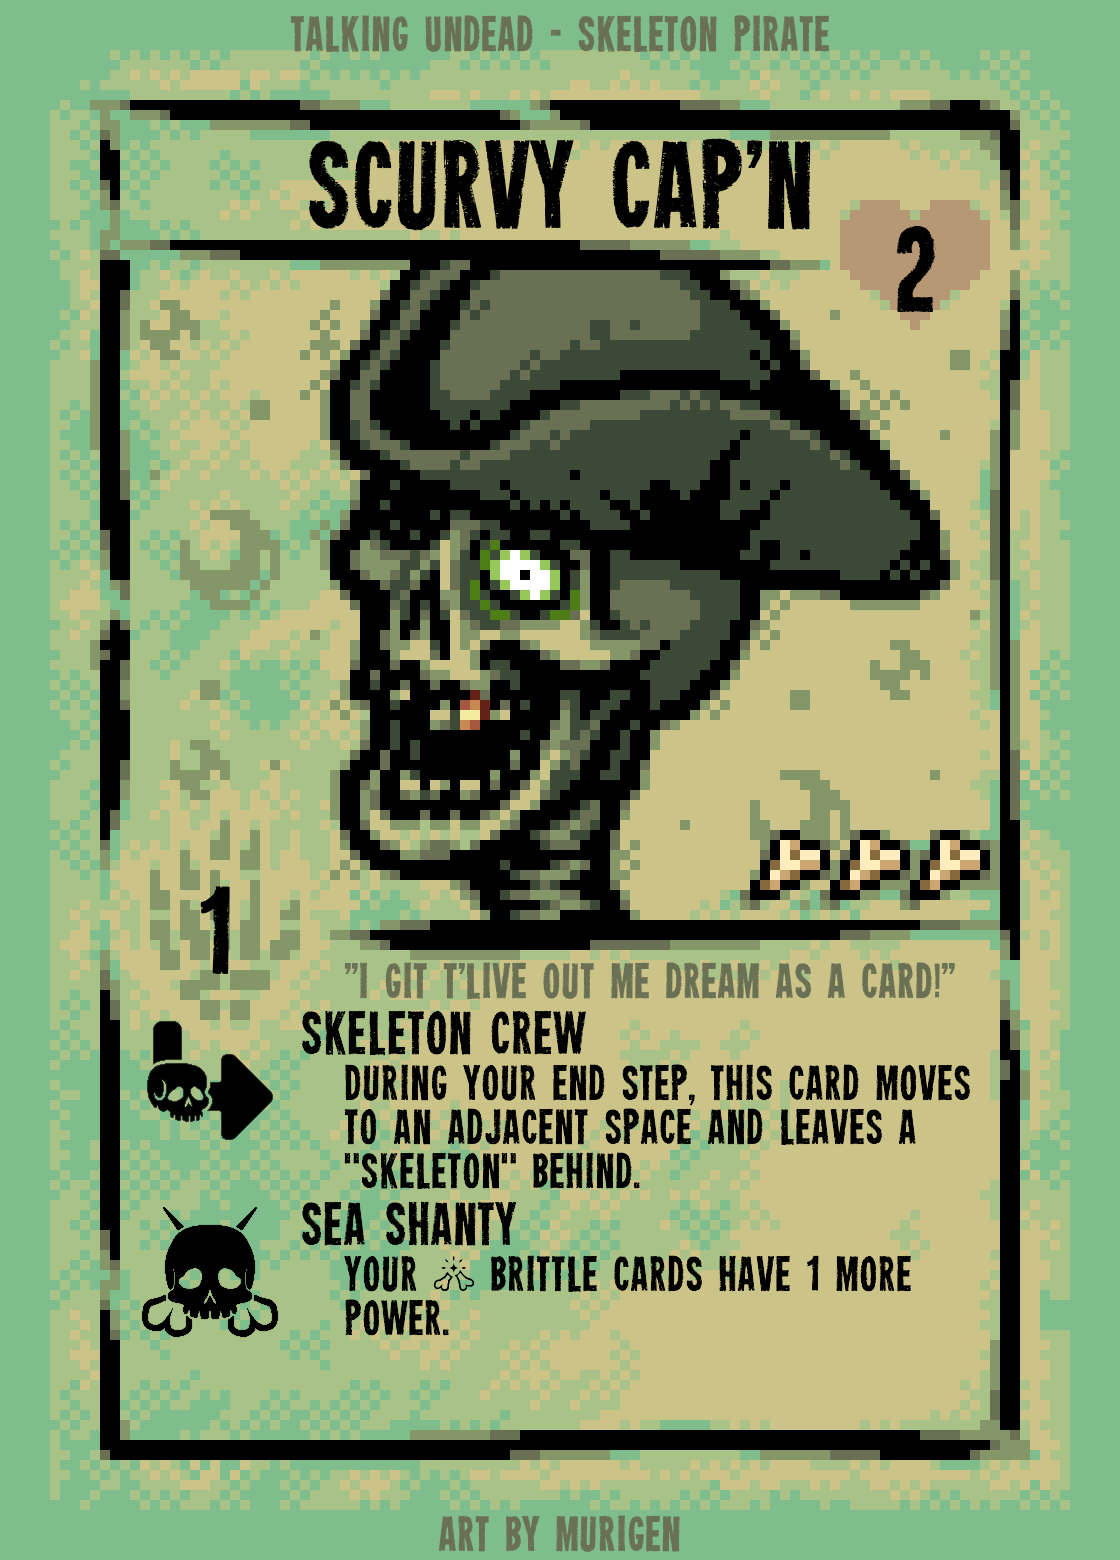 TALKING UNDEAD - SKELETON PIRATE
SCURVY CAP'N
2
1
"I GIT T'LIVE OUT ME DREAM AS A CARD!"
SKELETON CREW
DURING YOUR END STEP, THIS CARD MOVES
TO AN ADJACENT SPACE AND LEAVES A
"SKELETON" BEHIND.
SEA SHANTY
YOUR BRITTLE CARDS HAVE 1 MORE
POWER.
ART BY MURIGEN